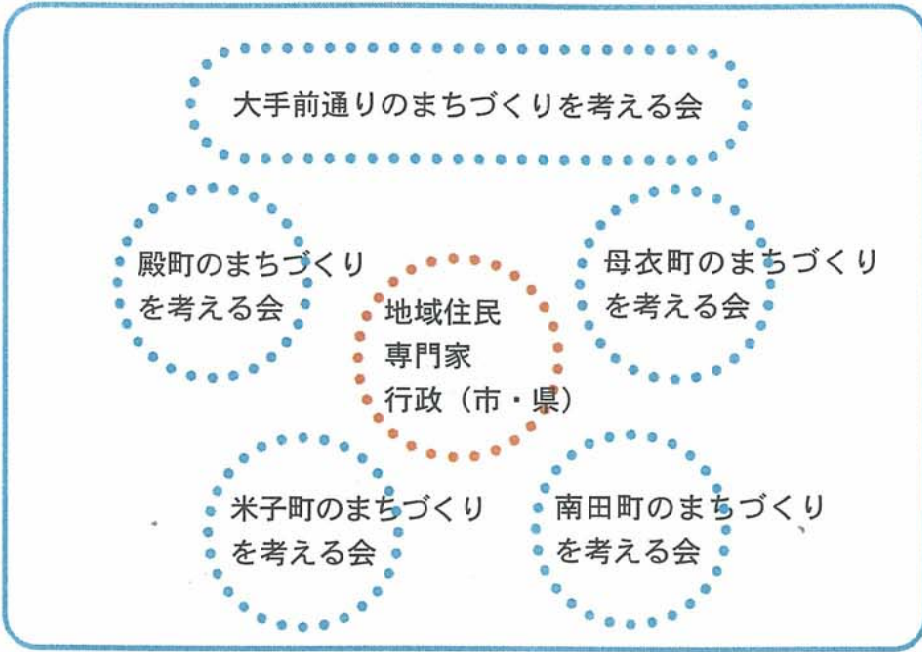 大手前通りのまちづくりを考える会
殿町のまちづくり
を考える会
母衣町のまちづくり
を考える会
地域住民
専門家
行政（市・県）
米子町のまちづくり
を考える会
南田町のまちづくり
を考える会